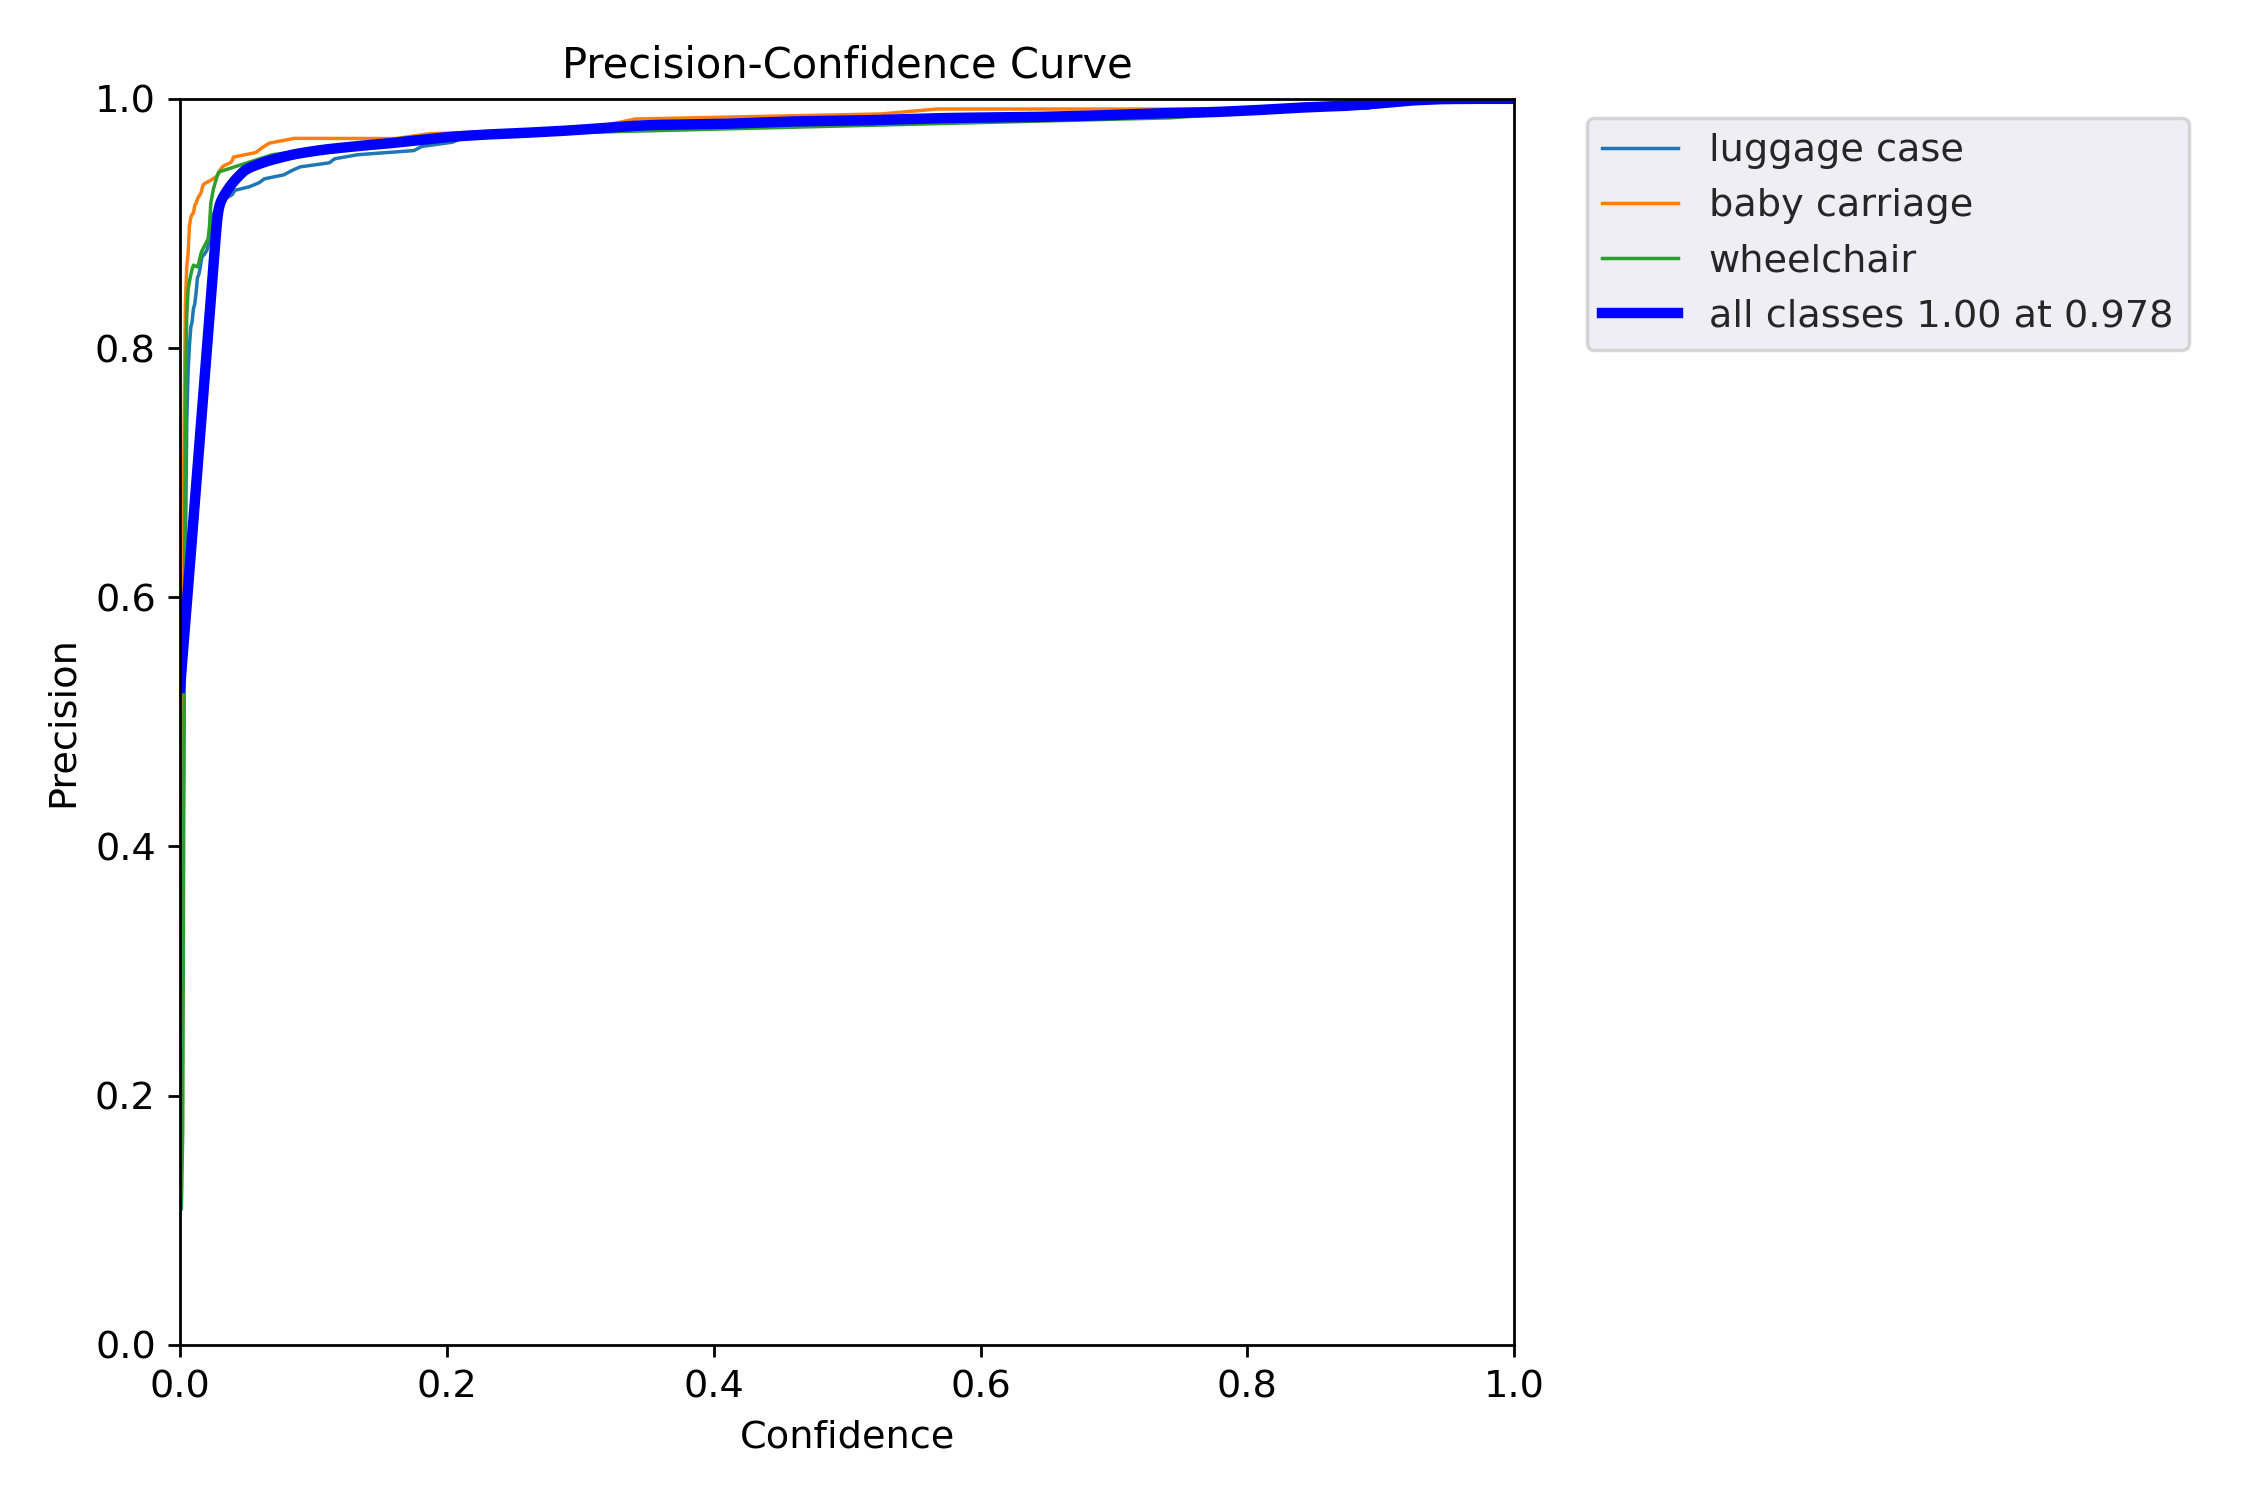 Precision-Confidence Curve
1.0
0.8
0.6
0.4
0.2
0.0
Precision
0.0 0.2 0.4 0.6 0.8 1.0
Confidence
luggage case
baby carriage
wheelchair
all classes 1.00 at 0.978